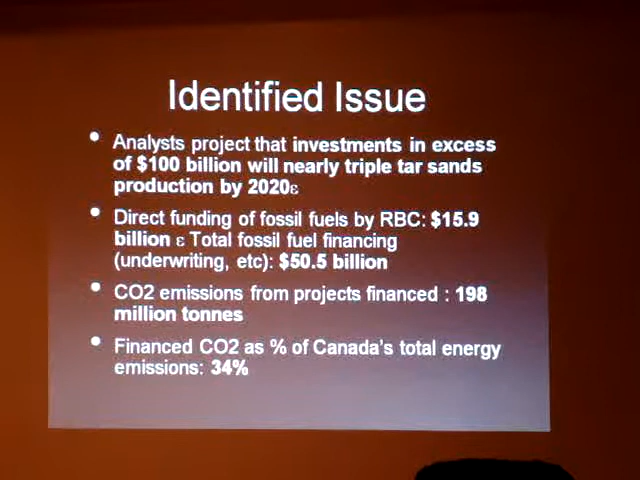 Identified Issue
• Analysts project that investments in excess
of $100 billion will nearly triple tar sands
production by 2020ε
• Direct funding of fossil fuels by RBC: $15.9
billion ε Total fossil fuel financing
(underwriting, etc): $50.5 billion
• CO2 emissions from projects financed : 198
million tonnes
• Financed CO2 as % of Canada's total energy
emissions: 34%